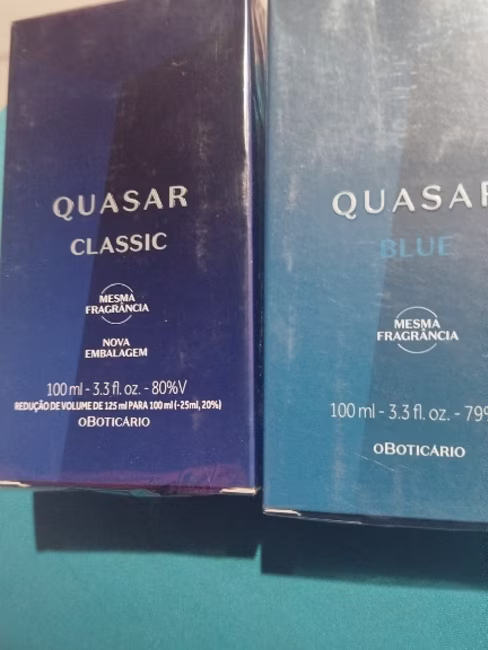 QUASAR
CLASSIC
MESMA
FRAGRÂNCIA
NOVA
EMBALAGEM
100 ml - 3.3 fl. oz. - 80%V
REDUÇÃO DE VOLUME DE 125 ml PARA 100 ml (-25ml, 20%)
oBOTICÁRIO
QUASAR
BLUE
MESMA
FRAGRÂNCIA
100 ml - 3.3 fl. oz. - 79%
oBOTICÁRIO